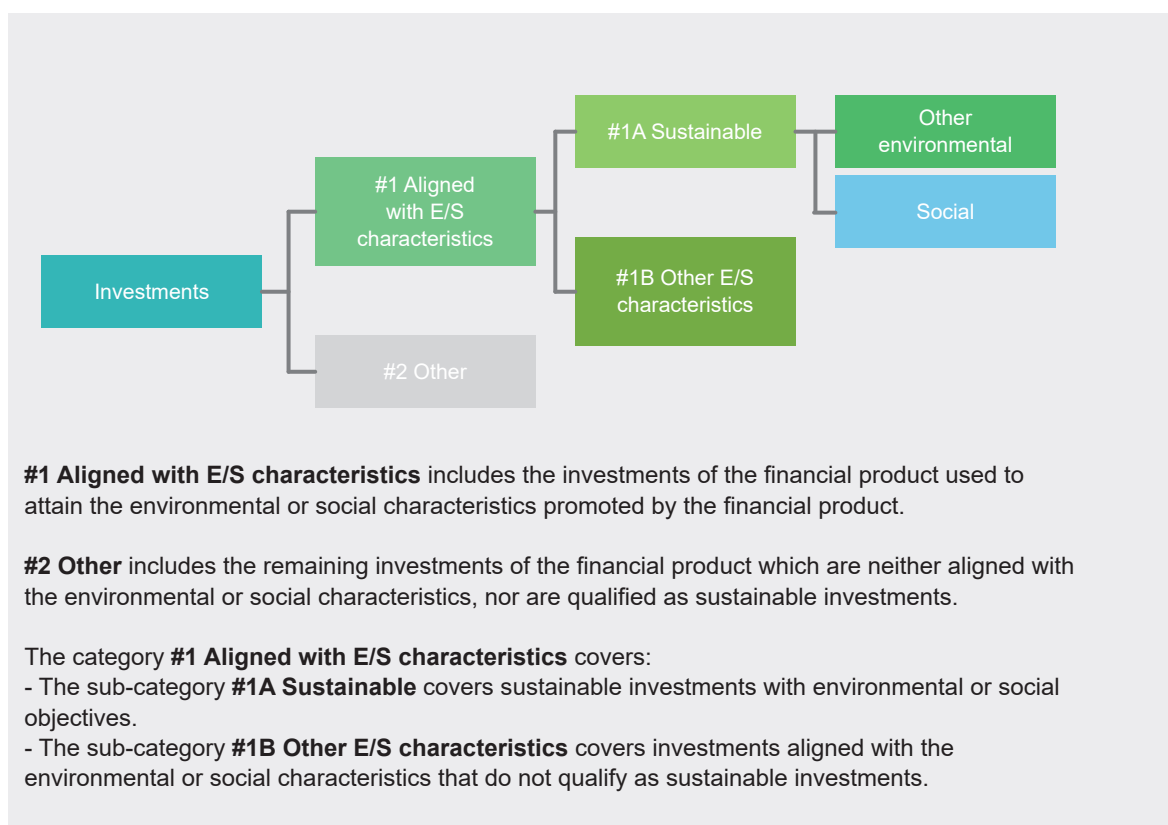 #1A Sustainable
Other
environmental
#1 Aligned
with E/S
characteristics
Social
Investments
#1B Other E/S
characteristics
#2 Other
#1 Aligned with E/S characteristics includes the investments of the financial product used to
attain the environmental or social characteristics promoted by the financial product.
#2 Other includes the remaining investments of the financial product which are neither aligned with
the environmental or social characteristics, nor are qualified as sustainable investments.
The category #1 Aligned with E/S characteristics covers:
- The sub-category #1A Sustainable covers sustainable investments with environmental or social
objectives.
- The sub-category #1B Other E/S characteristics covers investments aligned with the
environmental or social characteristics that do not qualify as sustainable investments.